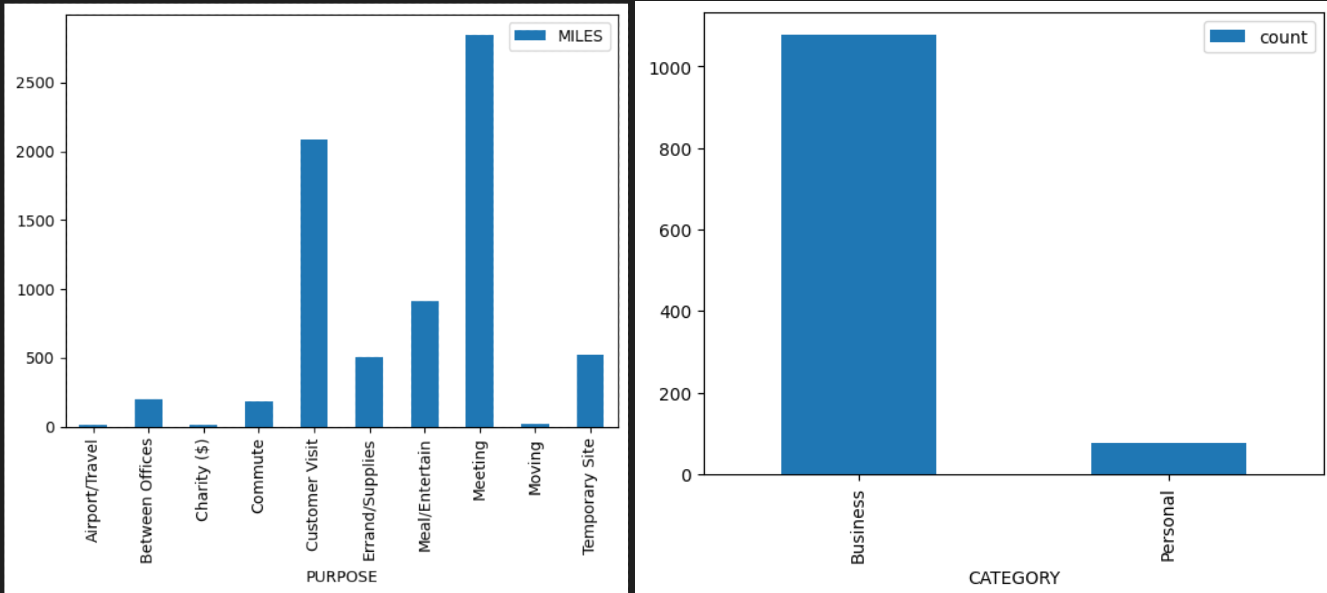 MILES
2500
2000
1500
1000
500
0
Airport/Travel
Between Offices
Charity ($)
Commute
Customer Visit
Errand/Supplies
Meal/Entertain
Meeting
Moving
Temporary Site
PURPOSE
count
1000
800
600
400
200
0
Business
Personal
CATEGORY